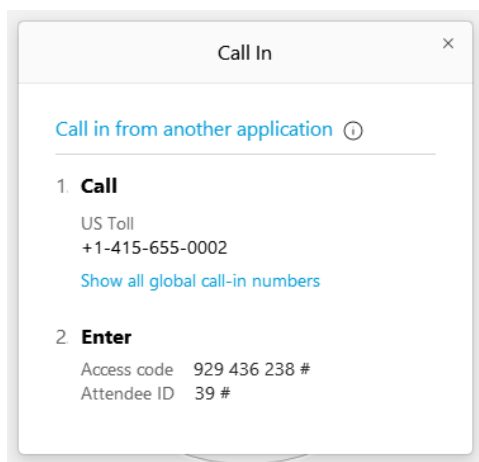 Call In
Call in from another application
1. Call
US Toll
+1-415-655-0002
Show all global call-in numbers
2. Enter
Access code 929 436 238 #
Attendee ID 39 #